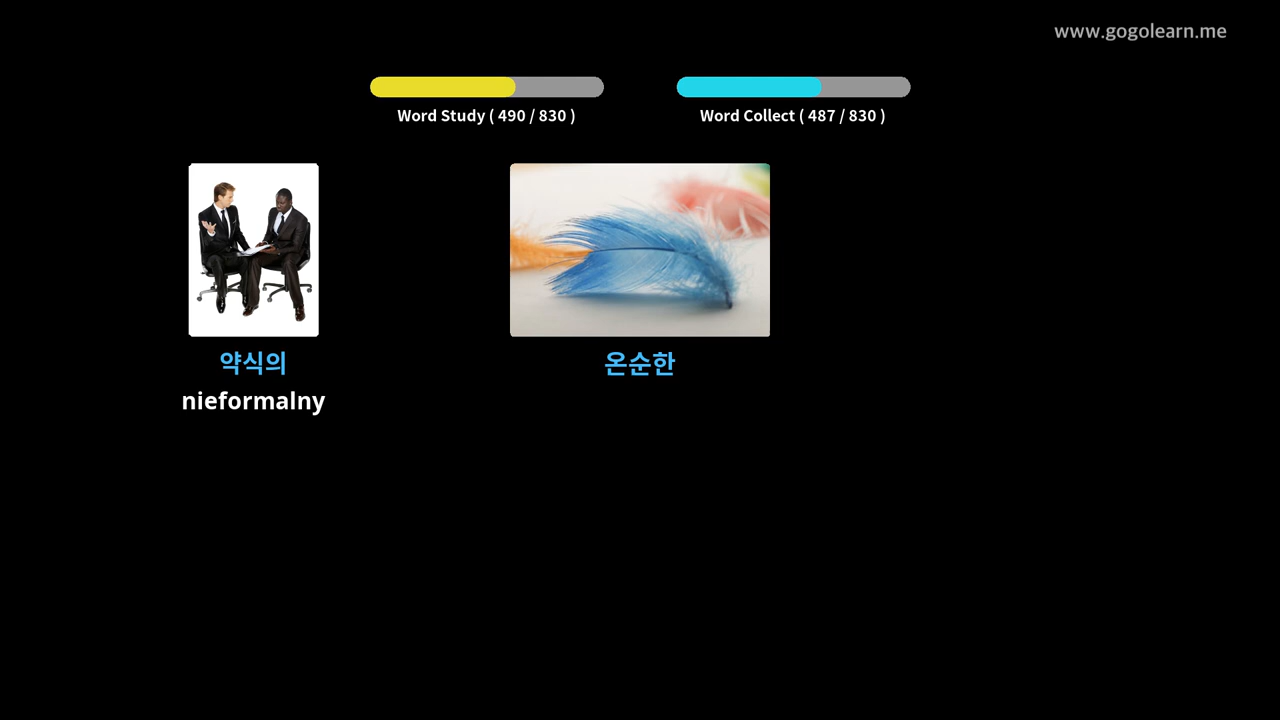 www.gogolearn.me
Word Study ( 490 / 830 )
Word Collect ( 487 / 830 )
약식의
nieformalny
온순한